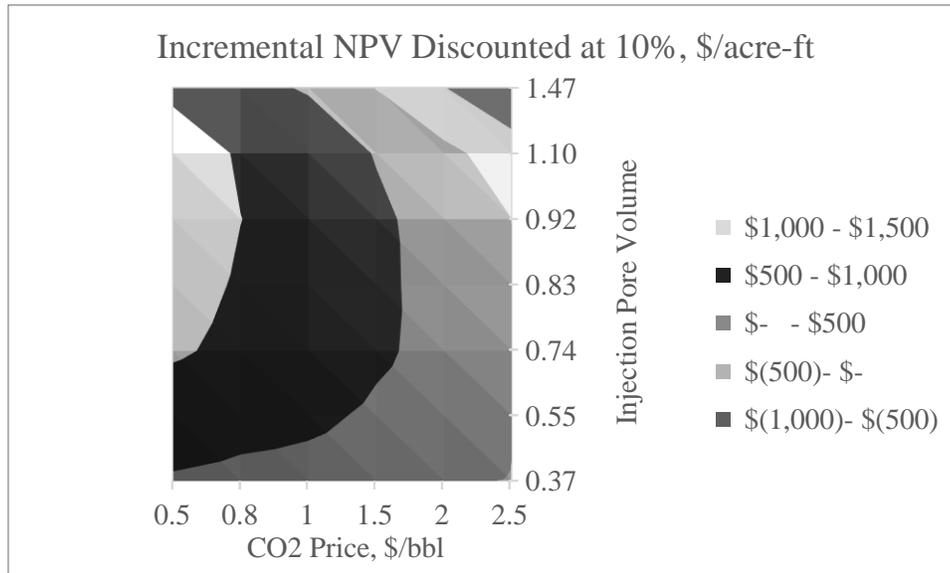 Incremental NPV Discounted at 10%, $/acre-ft
1.47
1.10
0.92
0.83
0.74
0.55
0.37
Injection Pore Volume
0.5 0.8 1 1.5 2 2.5
CO2 Price, $/bbl
$1,000 - $1,500
$500 - $1,000
$- - $500
$(500)- $-
$(1,000)- $(500)